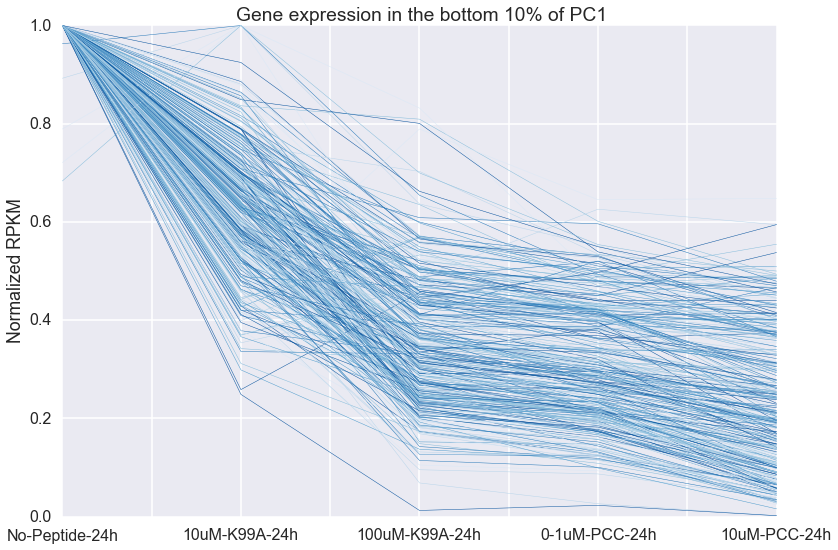 Gene expression in the bottom 10% of PC1
Normalized RPKM
1.0
0.8
0.6
0.4
0.2
0.0
No-Peptide-24h
10uM-K99A-24h
100uM-K99A-24h
0-1uM-PCC-24h
10uM-PCC-24h